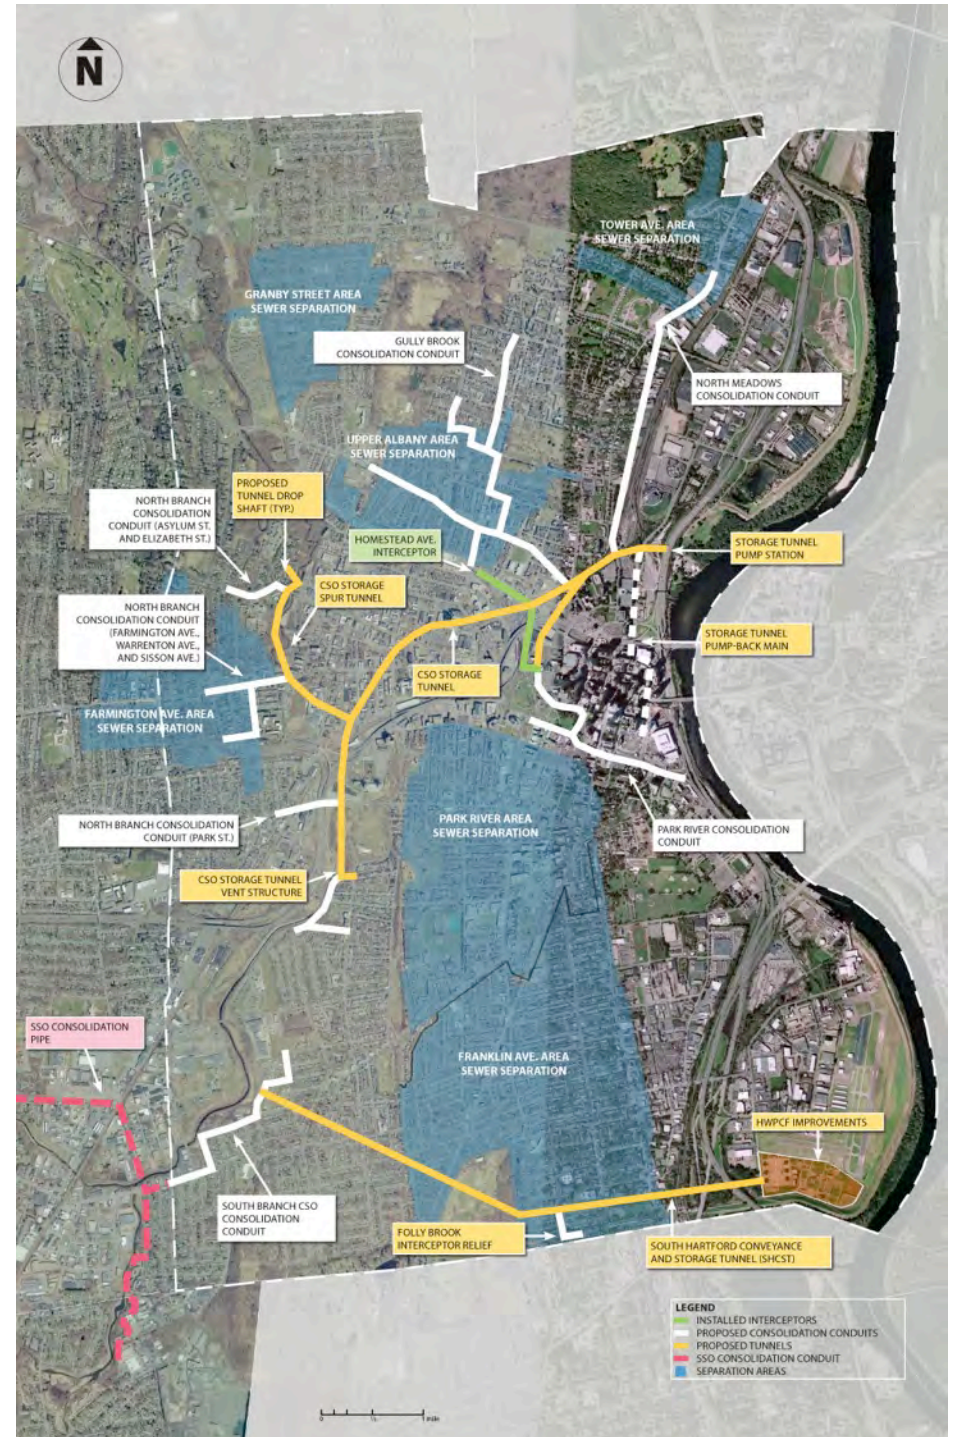 N
TOWER AVE. AREA
SEWER SEPARATION
GRANBY STREET AREA
SEWER SEPARATION
GULLY BROOK
CONSOLIDATION CONDUIT
NORTH MEADOWS
CONSOLIDATION CONDUIT
UPPER ALBANY AREA
SEWER SEPARATION
PROPOSED
TUNNEL DROP
SHAFT (TYP.)
NORTH BRANCH
CONSOLIDATION
CONDUIT (ASYLUM ST.
AND ELIZABETH ST.)
HOMESTEAD AVE.
INTERCEPTOR
STORAGE TUNNEL
PUMP STATION
CSO STORAGE
SPUR TUNNEL
NORTH BRANCH
CONSOLIDATION CONDUIT
(FARMINGTON AVE.,
WARRENTON AVE.,
AND SISSON AVE.)
STORAGE TUNNEL
PUMP-BACK MAIN
CSO STORAGE
TUNNEL
FARMINGTON AVE. AREA
SEWER SEPARATION
PARK RIVER AREA
SEWER SEPARATION
NORTH BRANCH CONSOLIDATION
CONDUIT (PARK ST.)
PARK RIVER CONSOLIDATION
CONDUIT
CSO STORAGE TUNNEL
VENT STRUCTURE
SSO CONSOLIDATION
PIPE
FRANKLIN AVE. AREA
SEWER SEPARATION
HWPCF IMPROVEMENTS
SOUTH BRANCH CSO
CONSOLIDATION
CONDUIT
FOLLY BROOK
INTERCEPTOR RELIEF
SOUTH HARTFORD CONVEYANCE
AND STORAGE TUNNEL (SHCST)
LEGEND
INSTALLED INTERCEPTORS
PROPOSED CONSOLIDATION CONDUITS
PROPOSED TUNNELS
SSO CONSOLIDATION CONDUIT
SEPARATION AREAS
0 ½ 1 mile